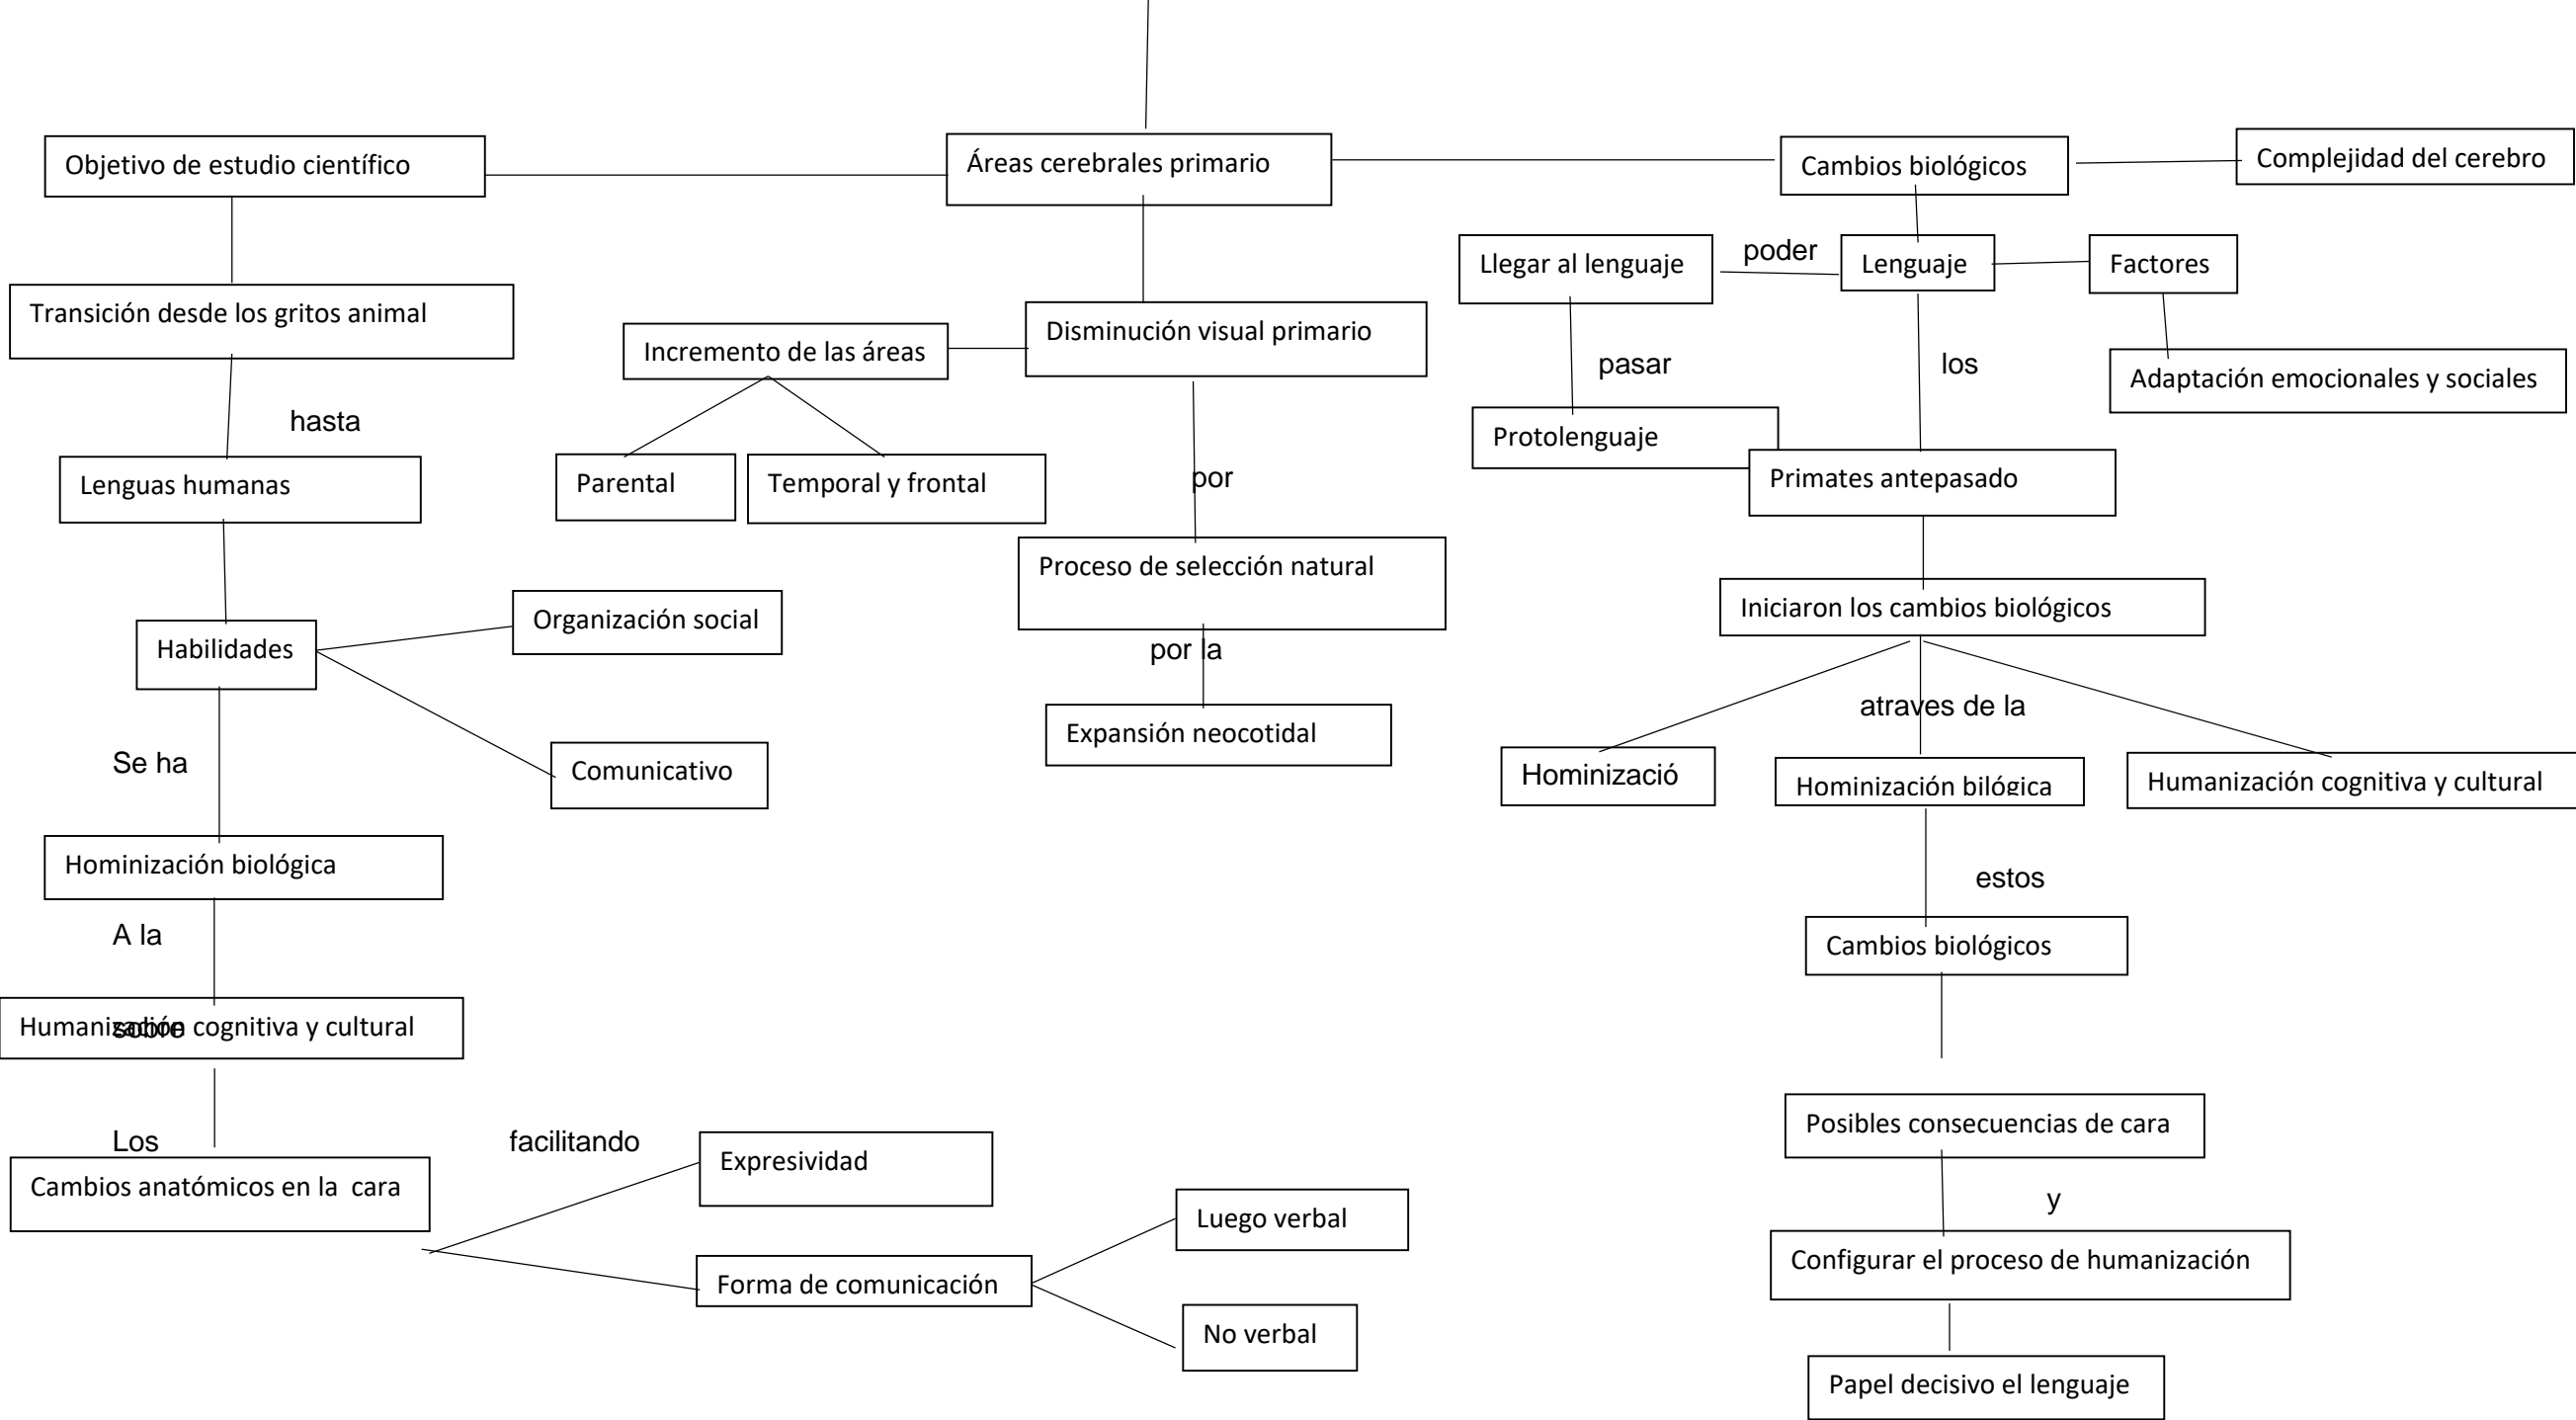 Objetivo de estudio científico
Áreas cerebrales primario
Cambios biológicos
Complejidad del cerebro
Llegar al lenguaje
poder
Lenguaje
Factores
Transición desde los gritos animal
Incremento de las áreas
Disminución visual primario
pasar
los
Adaptación emocionales y sociales
hasta
Protolenguaje
Lenguas humanas
Parental
Temporal y frontal
por
Primates antepasado
Proceso de selección natural
Iniciaron los cambios biológicos
Organización social
Habilidades
por la
atraves de la
Se ha
Comunicativo
Expansión neocotidal
Hominizació
Hominización bilógica
Humanización cognitiva y cultural
Hominización biológica
estos
A la
Cambios biológicos
Humanización cognitiva y cultural
sobre
Posibles consecuencias de cara
Los
facilitando
Expresividad
Cambios anatómicos en la  cara
y
Luego verbal
Configurar el proceso de humanización
Forma de comunicación
No verbal
Papel decisivo el lenguaje